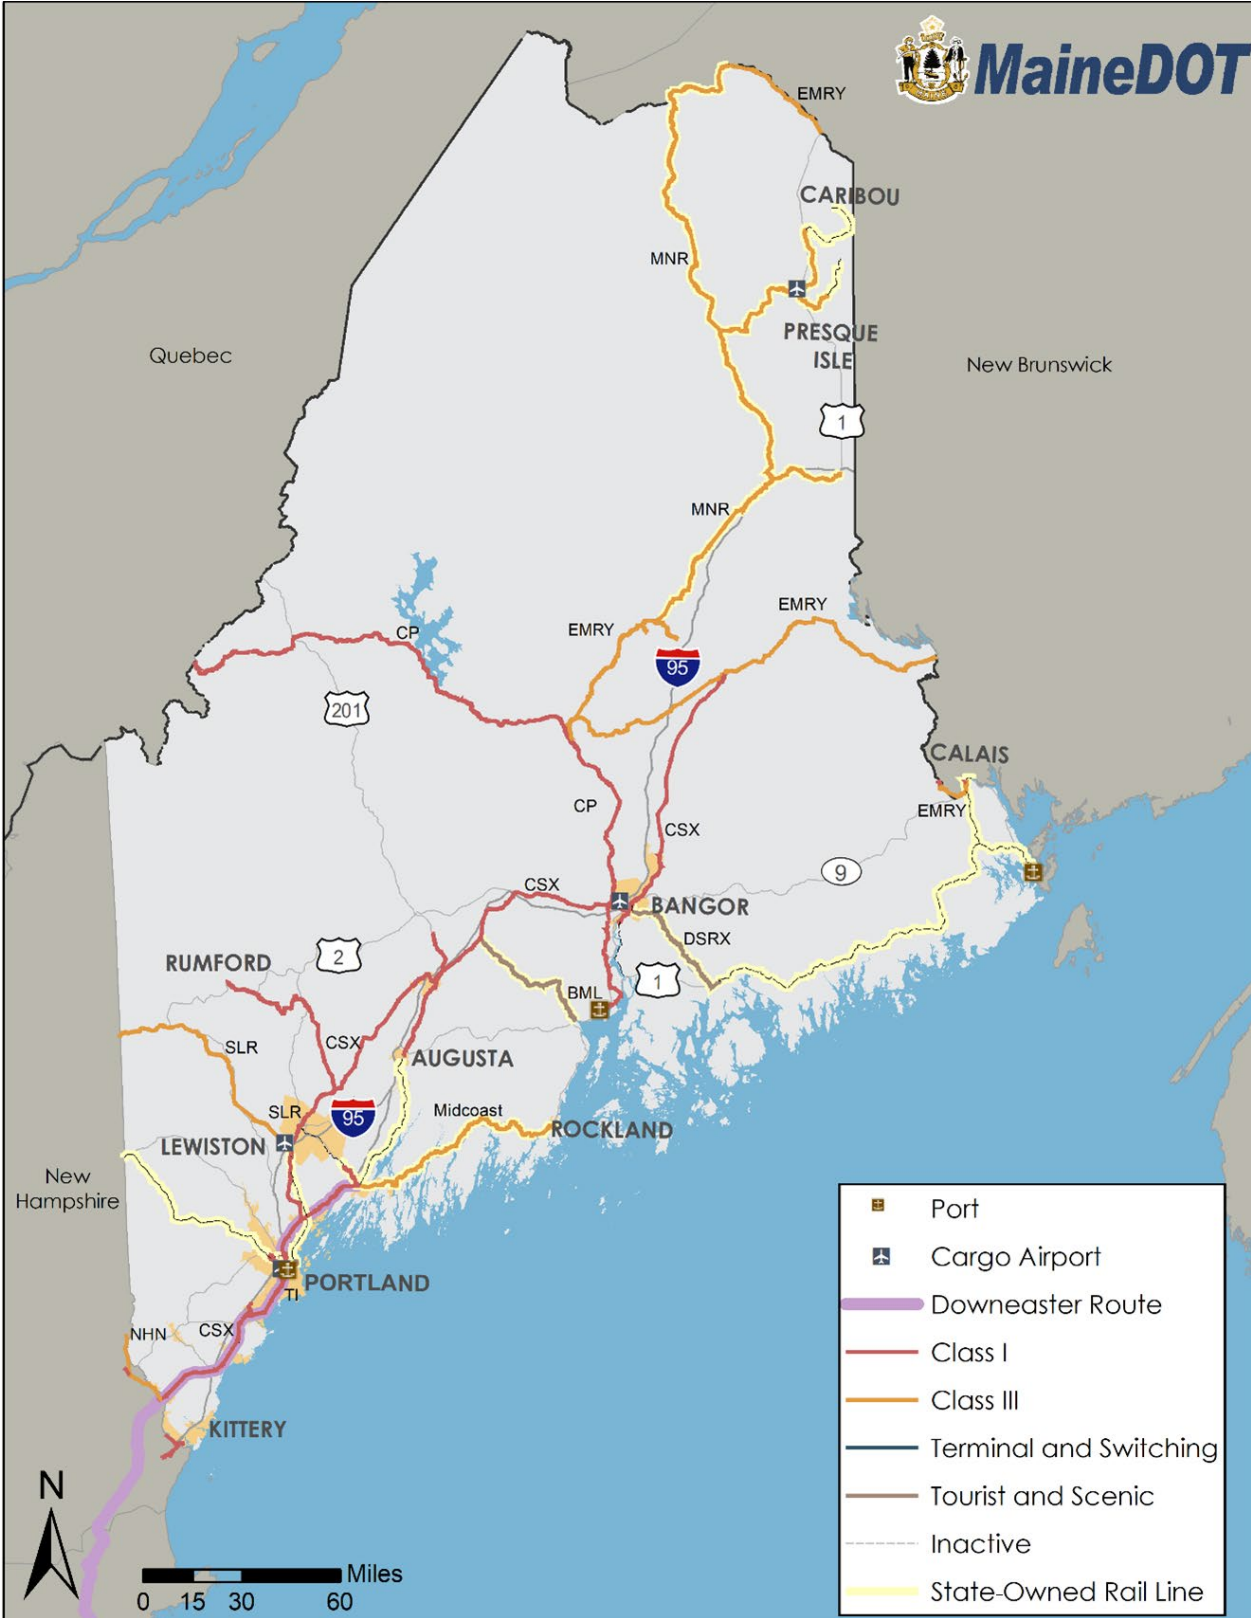 MaineDOT
EMRY
CARIBOU
MNR
PRESQUE
ISLE
Quebec
New Brunswick
1
MNR
EMRY
EMRY
CP
95
201
CALAIS
CP
EMRY
CSX
9
CSX
BANGOR
DSRX
2
RUMFORD
1
BML
SLR
CSX
AUGUSTA
SLR
95
Midcoast
ROCKLAND
LEWISTON
New
Hampshire
PORTLAND
TI
NHN
CSX
KITTERY
Port
Cargo Airport
Downeaster Route
Class I
Class III
Terminal and Switching
Tourist and Scenic
Inactive
State-Owned Rail Line
N
Miles
0 15 30 60